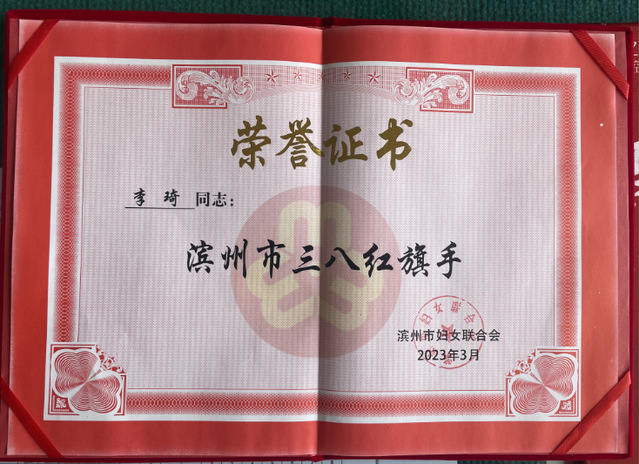 荣誉证书
李琦同志：
滨州市三八红旗手
滨州市妇女联合会
2023年3月